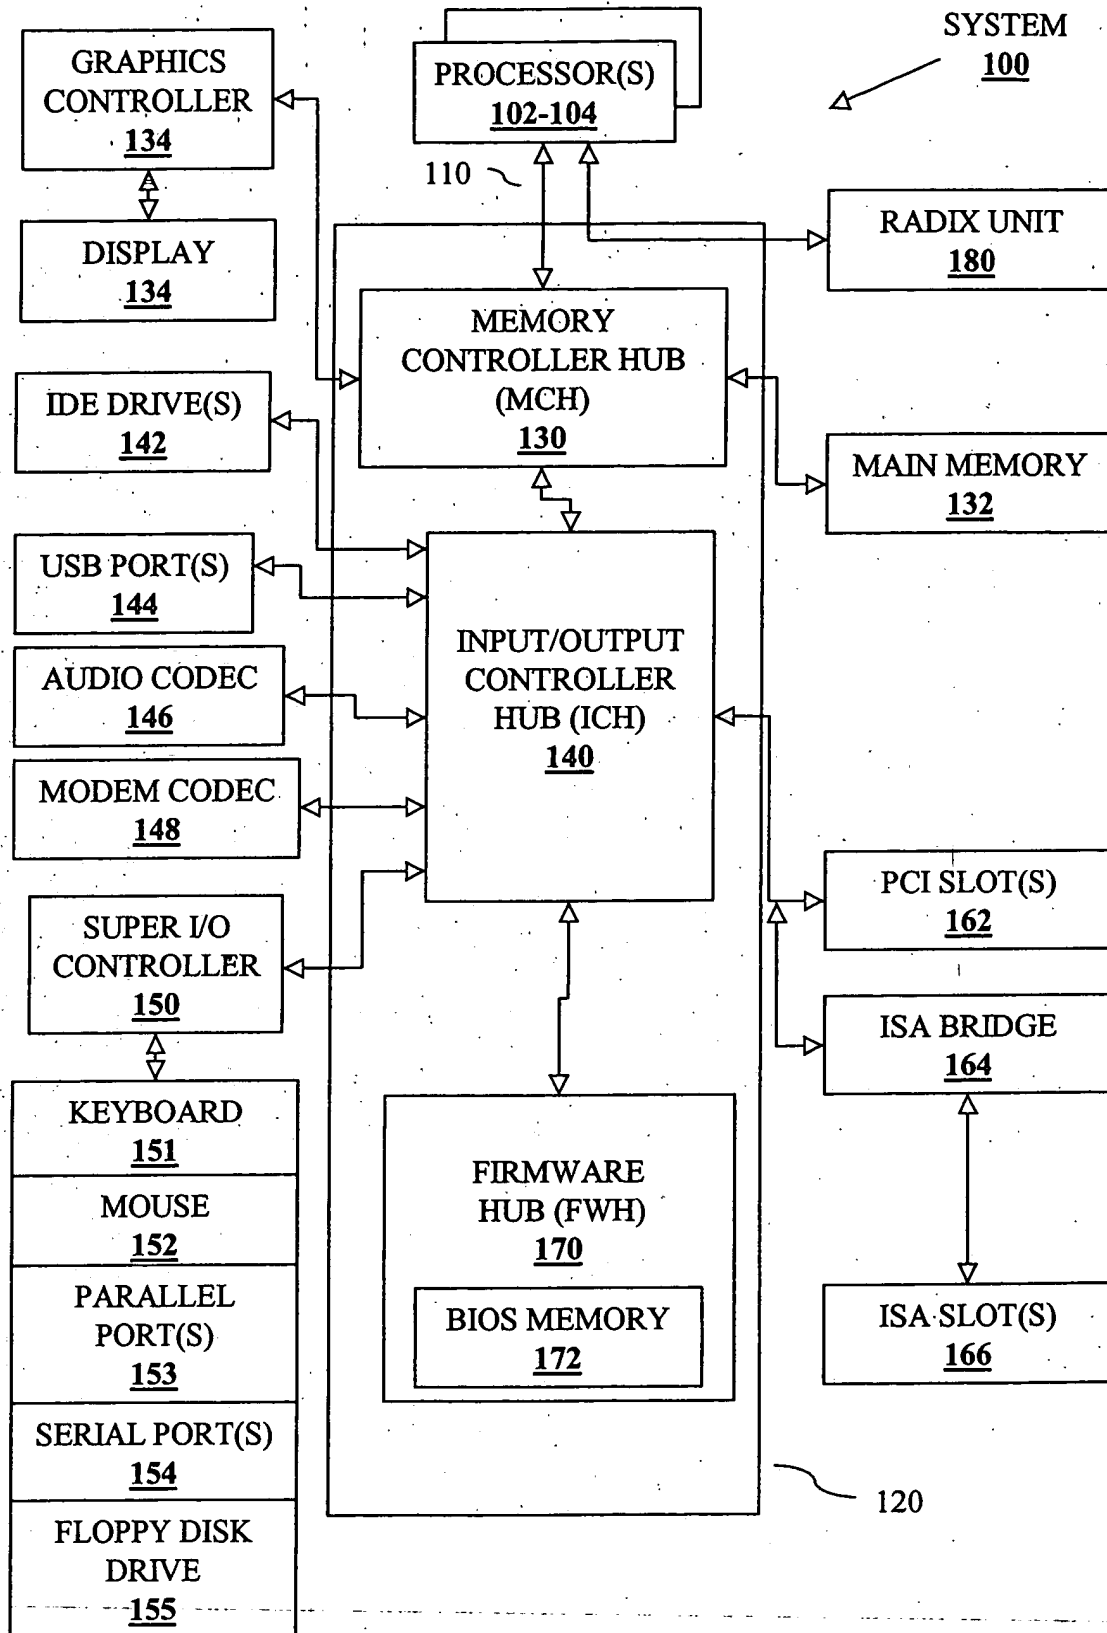 SYSTEM
100
GRAPHICS
CONTROLLER
134
PROCESSOR(S)
102-104
110
DISPLAY
134
RADIX UNIT
180
MEMORY
CONTROLLER HUB
(MCH)
130
IDE DRIVE(S)
142
MAIN MEMORY
132
USB PORT(S)
144
INPUT/OUTPUT
CONTROLLER
HUB (ICH)
140
AUDIO CODEC
146
MODEM CODEC
148
SUPER I/O
CONTROLLER
150
PCI SLOT(S)
162
ISA BRIDGE
164
KEYBOARD
151
MOUSE
152
PARALLEL
PORT(S)
153
SERIAL PORT(S)
154
FLOPPY DISK
DRIVE
155
FIRMWARE
HUB (FWH)
170
BIOS MEMORY
172
ISA SLOT(S)
166
120